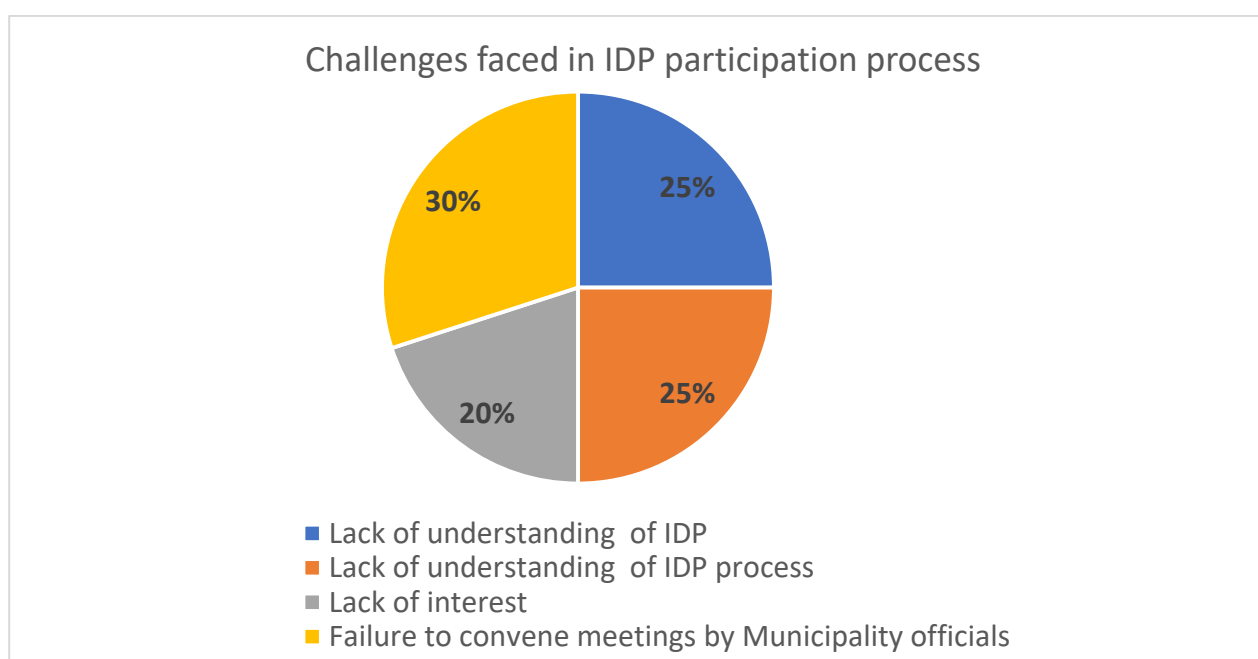 Challenges faced in IDP participation process
25%
30%
25%
20%
Lack of understanding  of IDP
Lack of understanding  of IDP process
Lack of interest
Failure to convene meetings by Municipality officials